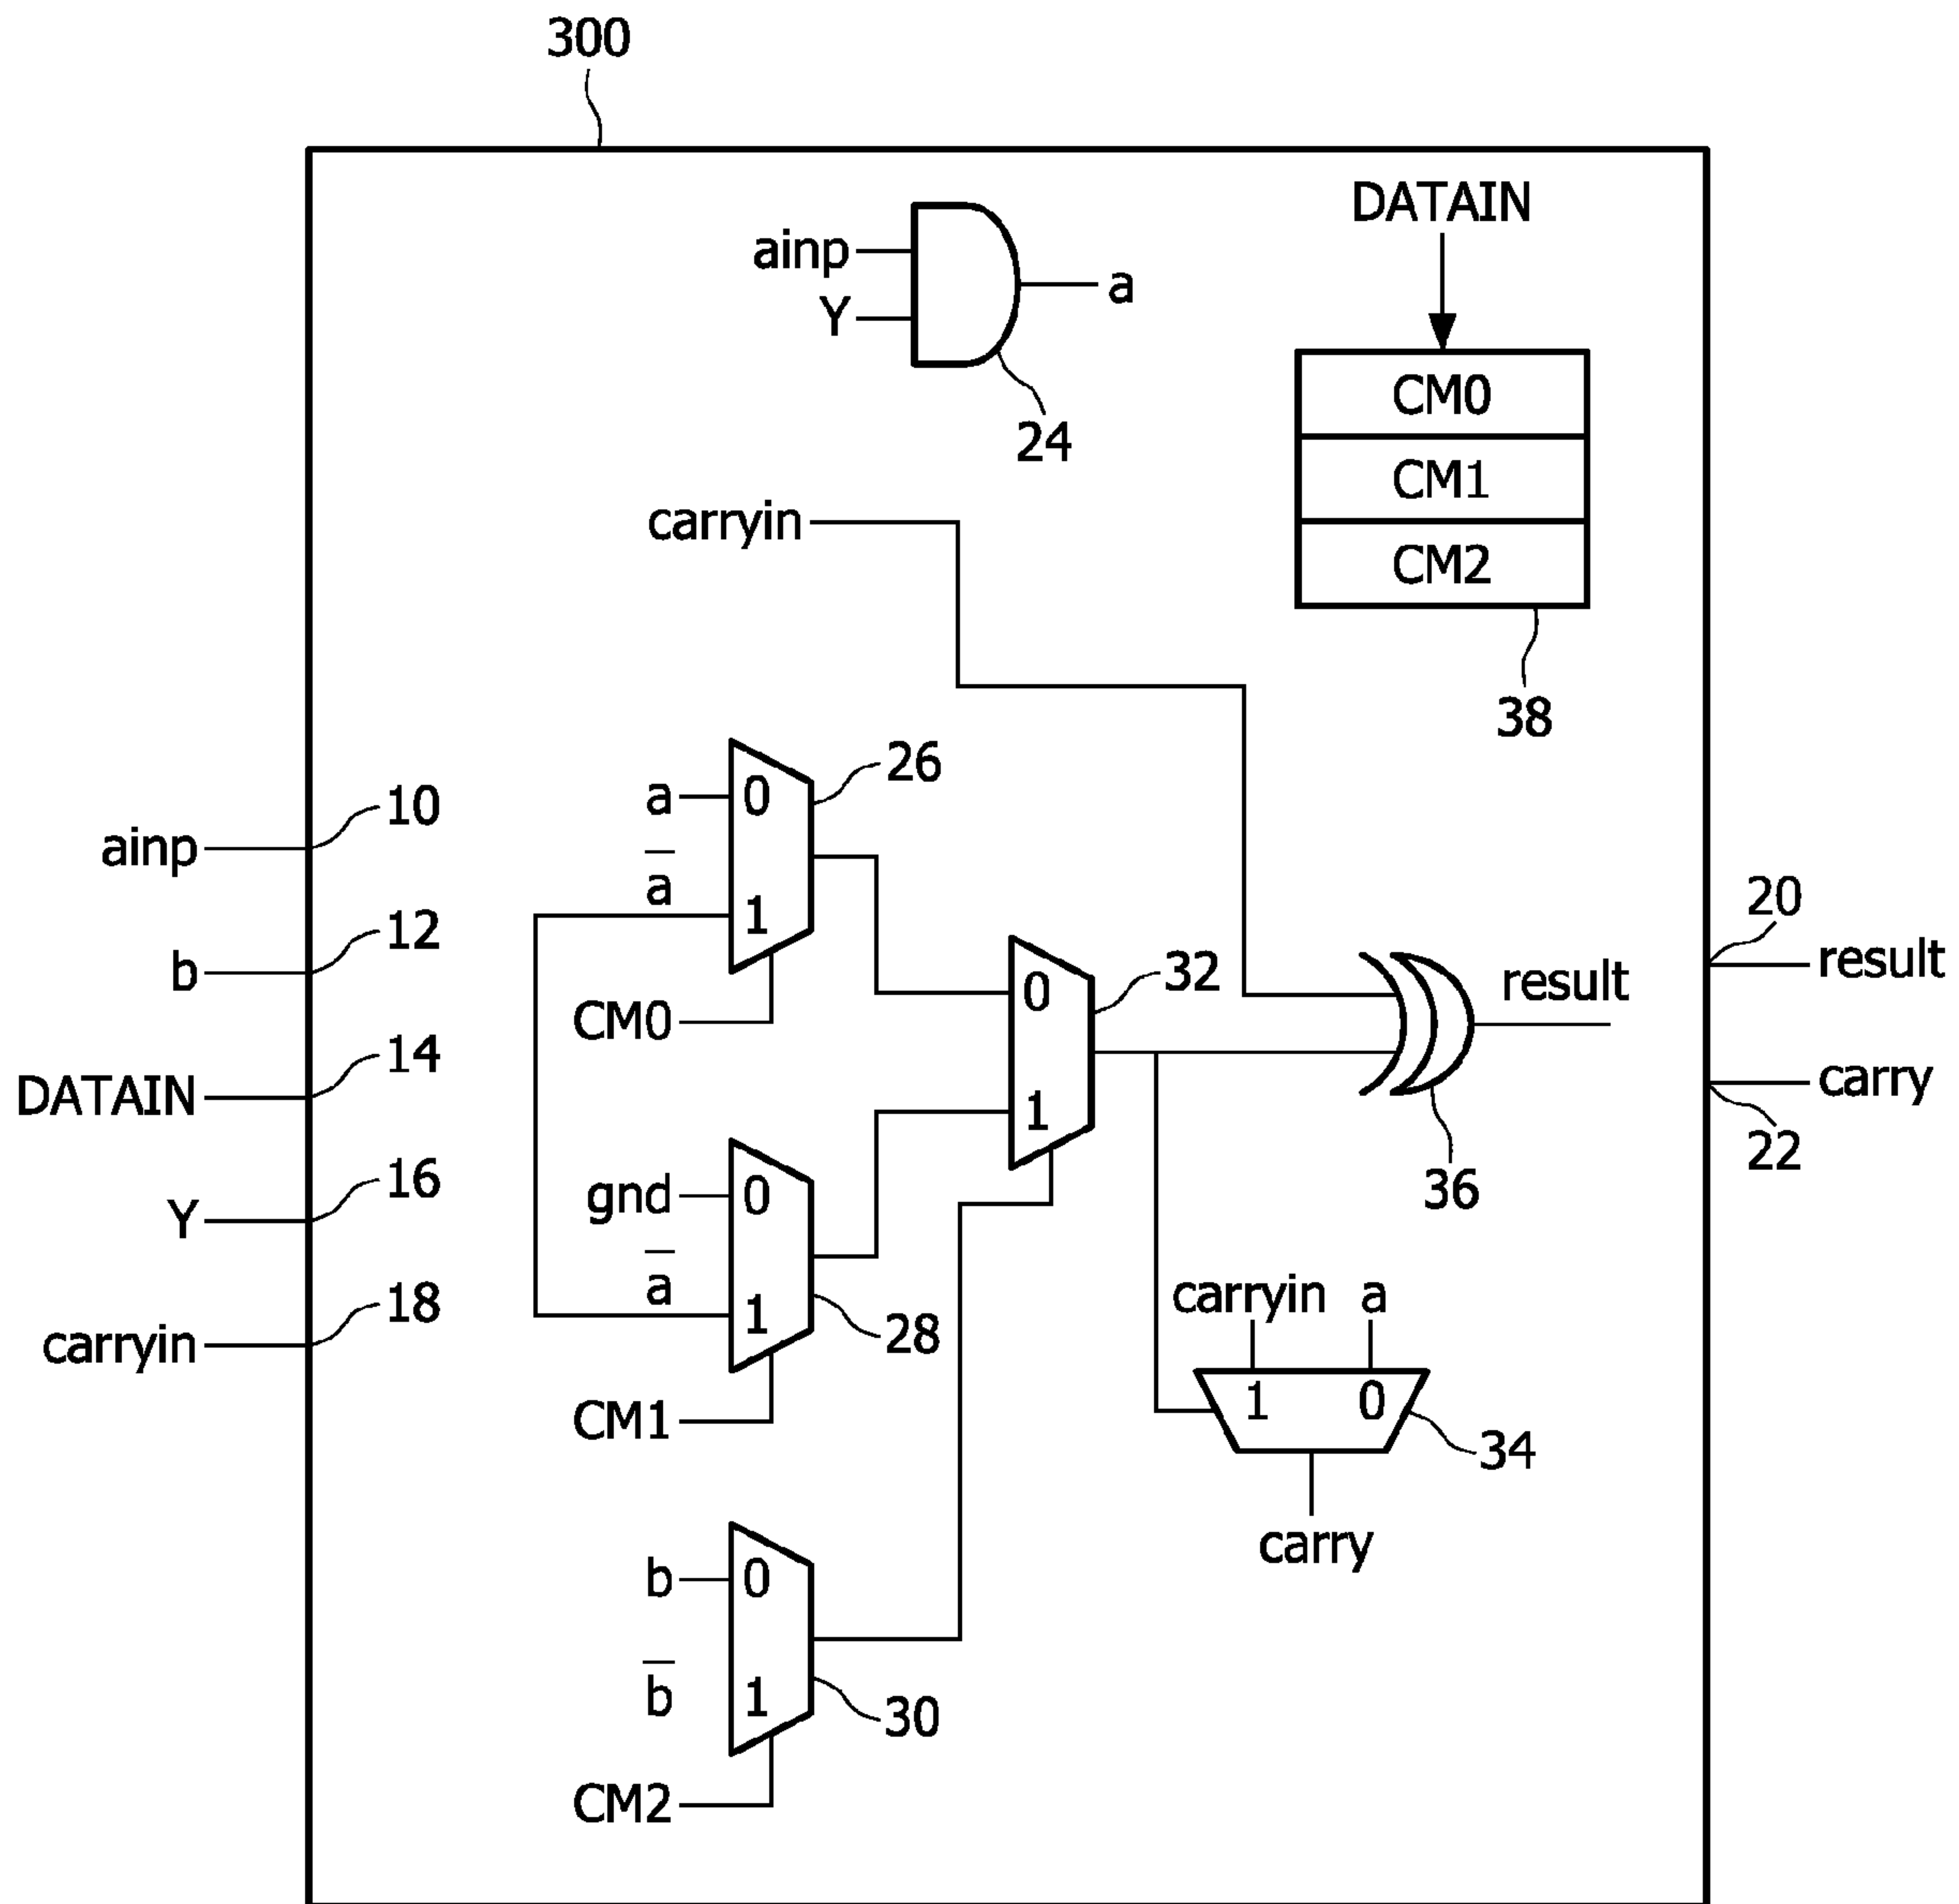 300
DATAIN
ainp
Y
a
24
CM0
CM1
CM2
38
carryin
a
0
a̅
1
26
CM0
ainp
10
b
12
DATAIN
14
Y
16
carryin
18
0
1
32
result
36
20
result
carry
22
gnd
0
a̅
1
28
CM1
carryin
a
1
0
34
carry
b
0
b̅
1
30
CM2